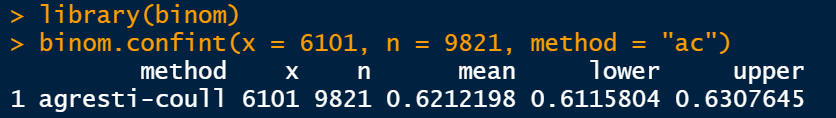 > library(binom)
> binom.confint(x = 6101, n = 9821, method = "ac")
         method    x    n      mean     lower     upper
1 agresti-coull 6101 9821 0.6212198 0.6115804 0.6307645